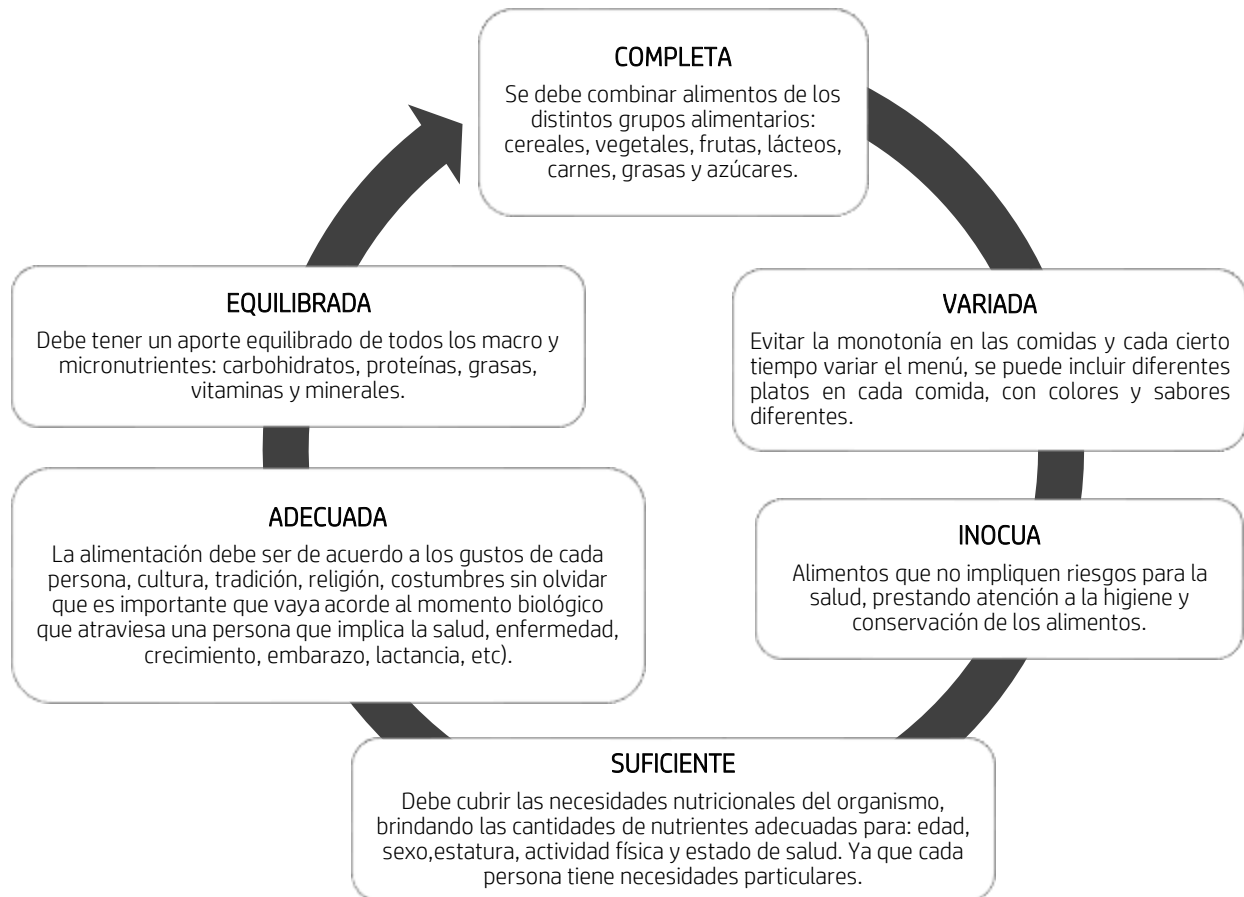 COMPLETA
Se debe combinar alimentos de los
distintos grupos alimentarios:
cereales, vegetales, frutas, lácteos,
carnes, grasas y azúcares.
VARIADA
Evitar la monotonía en las comidas y cada cierto
tiempo variar el menú, se puede incluir diferentes
platos en cada comida, con colores y sabores
diferentes.
INOCUA
Alimentos que no impliquen riesgos para la
salud, prestando atención a la higiene y
conservación de los alimentos.
SUFICIENTE
Debe cubrir las necesidades nutricionales del organismo,
brindando las cantidades de nutrientes adecuadas para: edad,
sexo,estatura, actividad física y estado de salud. Ya que cada
persona tiene necesidades particulares.
ADECUADA
La alimentación debe ser de acuerdo a los gustos de cada
persona, cultura, tradición, religión, costumbres sin olvidar
que es importante que vaya acorde al momento biológico
que atraviesa una persona que implica la salud, enfermedad,
crecimiento, embarazo, lactancia, etc).
EQUILIBRADA
Debe tener un aporte equilibrado de todos los macro y
micronutrientes: carbohidratos, proteínas, grasas,
vitaminas y minerales.